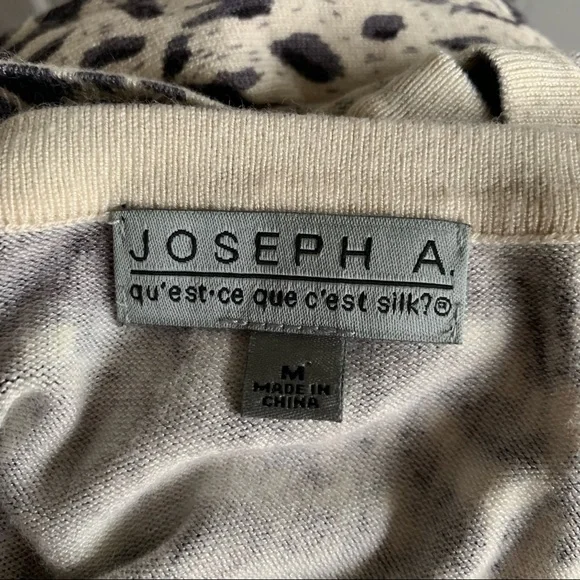 JOSEPH A.
qu'est-ce que c'est silk?®
M
MADE IN
CHINA